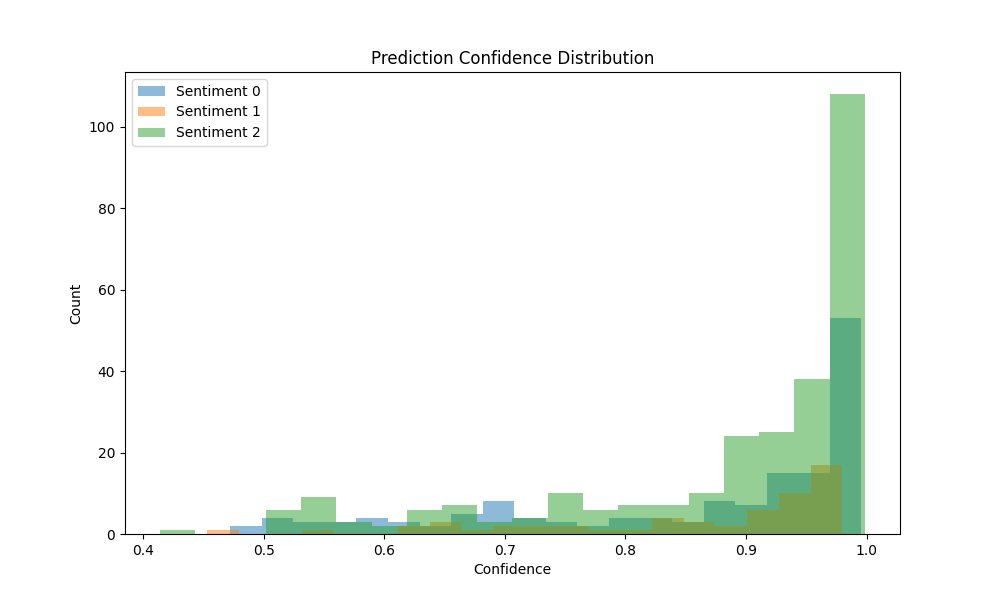 Prediction Confidence Distribution
Sentiment 0
Sentiment 1
Sentiment 2
100
80
60
40
20
0
Count
0.4 0.5 0.6 0.7 0.8 0.9 1.0
Confidence